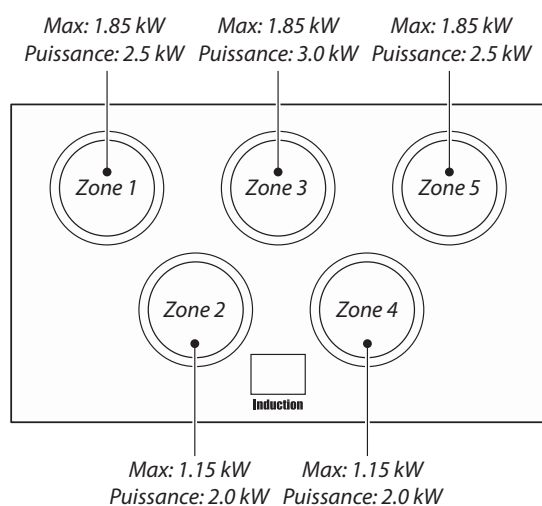 Max: 1.85 kW
Puissance: 2.5 kW
Max: 1.85 kW
Puissance: 3.0 kW
Max: 1.85 kW
Puissance: 2.5 kW
Zone 1
Zone 3
Zone 5
Zone 2
Zone 4
Induction
Max: 1.15 kW
Puissance: 2.0 kW
Max: 1.15 kW
Puissance: 2.0 kW